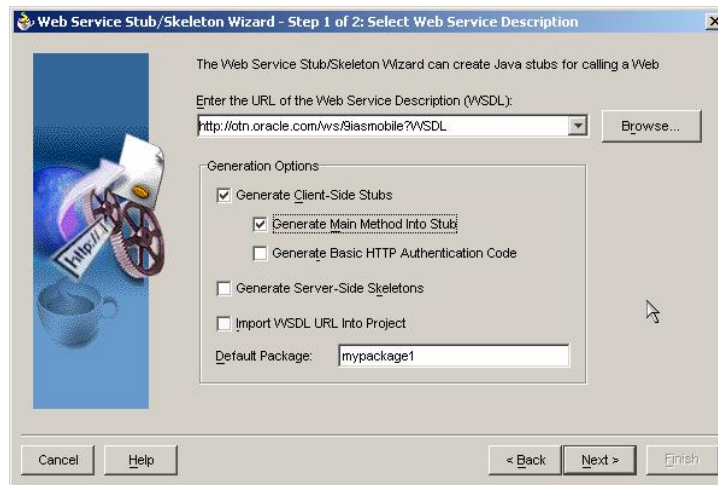 Web Service Stub/Skeleton Wizard - Step 1 of 2: Select Web Service Description
The Web Service Stub/Skeleton Wizard can create Java stubs for calling a Web
Enter the URL of the Web Service Description (WSDL):
http://otn.oracle.com/ws/9iasmobile?WSDL
Browse...
Generation Options
Generate Client-Side Stubs
Generate Main Method Into Stub
Generate Basic HTTP Authentication Code
Generate Server-Side Skeletons
Import WSDL URL Into Project
Default Package: mypackage1
http://
Cancel Help < Back Next > Finish